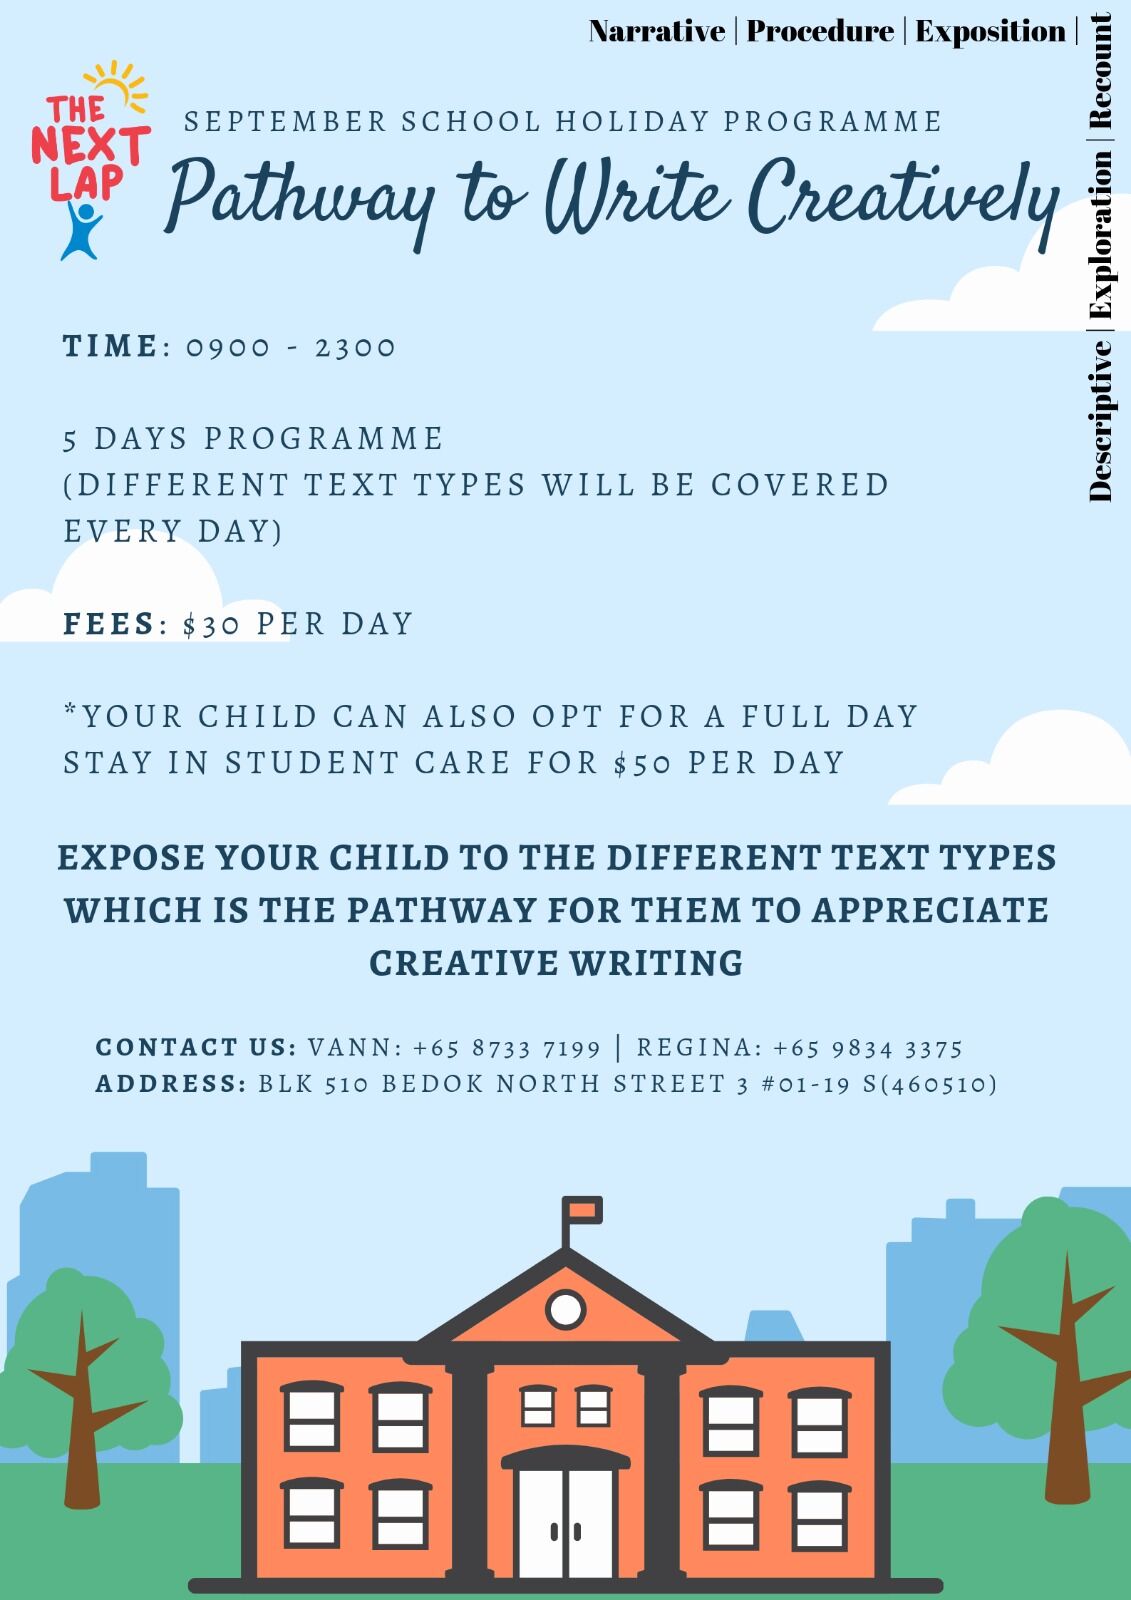 Narrative | Procedure | Exposition |
Descriptive | Exploration | Recount
THE
NEXT
LAP
SEPTEMBER SCHOOL HOLIDAY PROGRAMME
Pathway to Write Creatively
TIME: 0900 - 2300
5 DAYS PROGRAMME
(DIFFERENT TEXT TYPES WILL BE COVERED
EVERY DAY)
FEES: $30 PER DAY
*YOUR CHILD CAN ALSO OPT FOR A FULL DAY
STAY IN STUDENT CARE FOR $50 PER DAY
EXPOSE YOUR CHILD TO THE DIFFERENT TEXT TYPES
WHICH IS THE PATHWAY FOR THEM TO APPRECIATE
CREATIVE WRITING
CONTACT US: VANN: +65 8733 7199 | REGINA: +65 9834 3375
ADDRESS: BLK 510 BEDOK NORTH STREET 3 #01-19 S(460510)